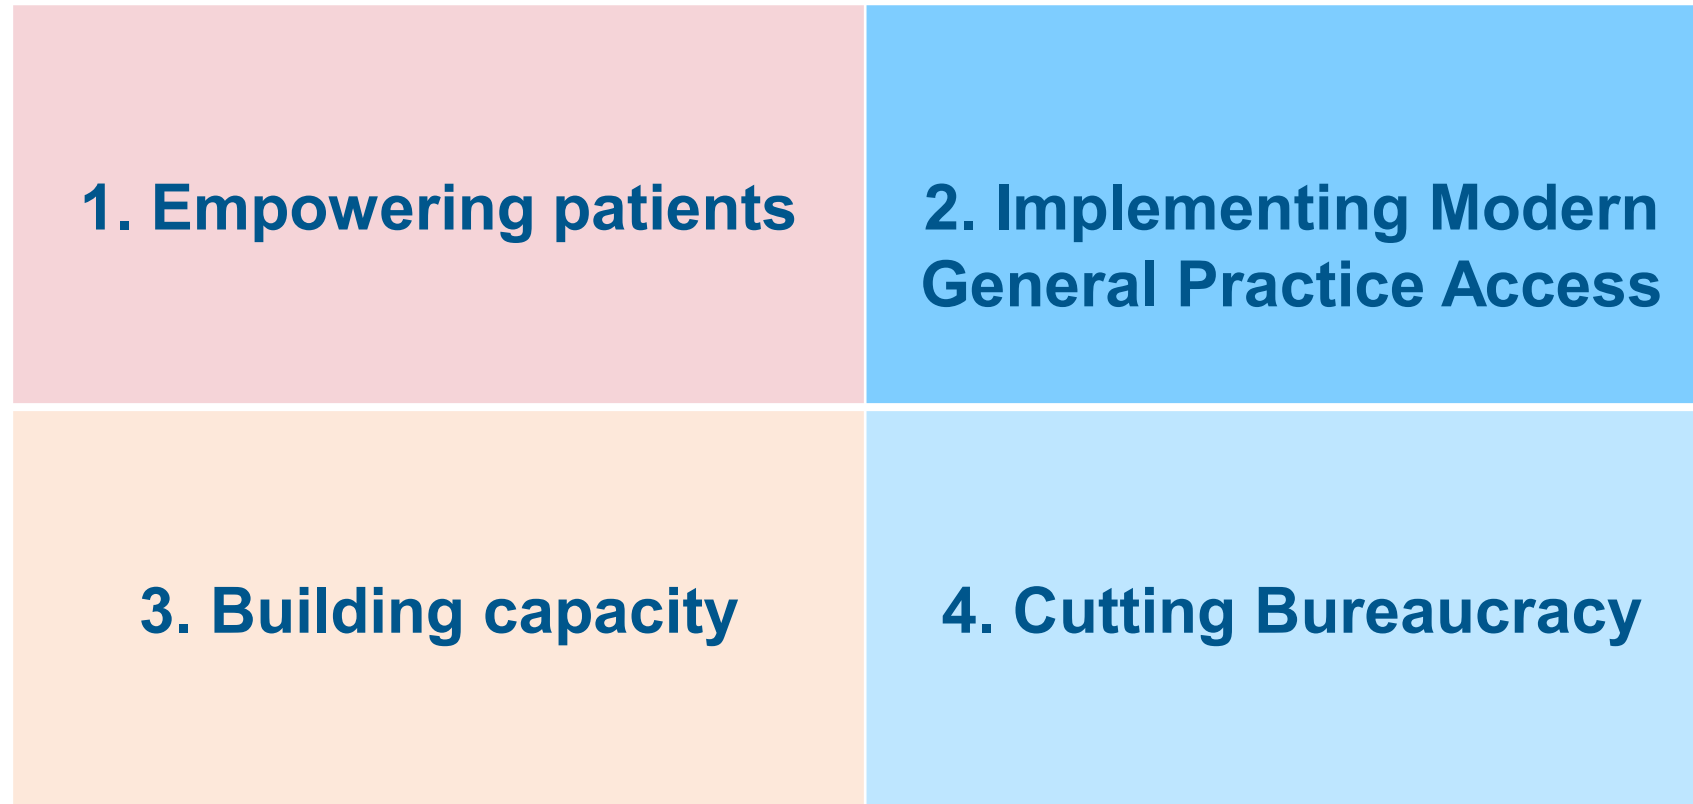 1. Empowering patients
2. Implementing Modern
General Practice Access
3. Building capacity
4. Cutting Bureaucracy